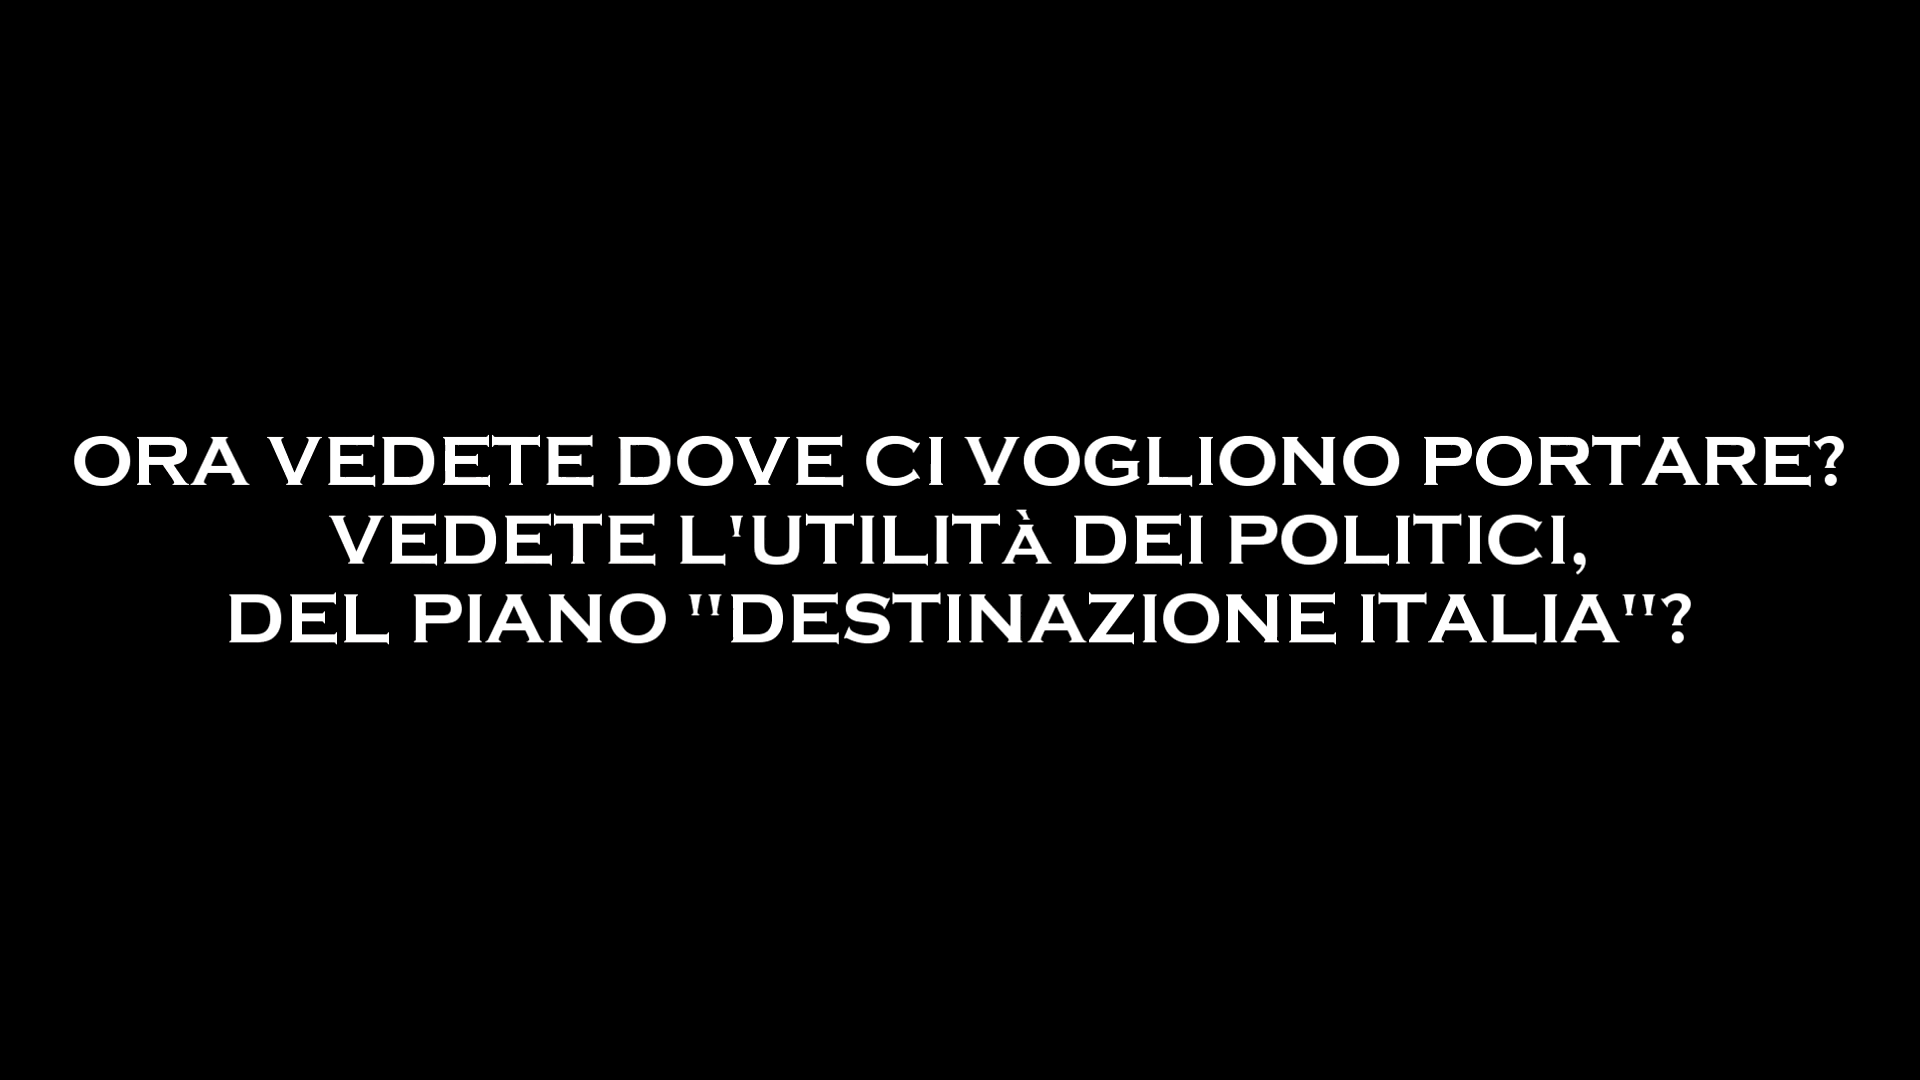 ORA VEDETE DOVE CI VOGLIONO PORTARE?
VEDETE L'UTILITÀ DEI POLITICI,
DEL PIANO "DESTINAZIONE ITALIA"?